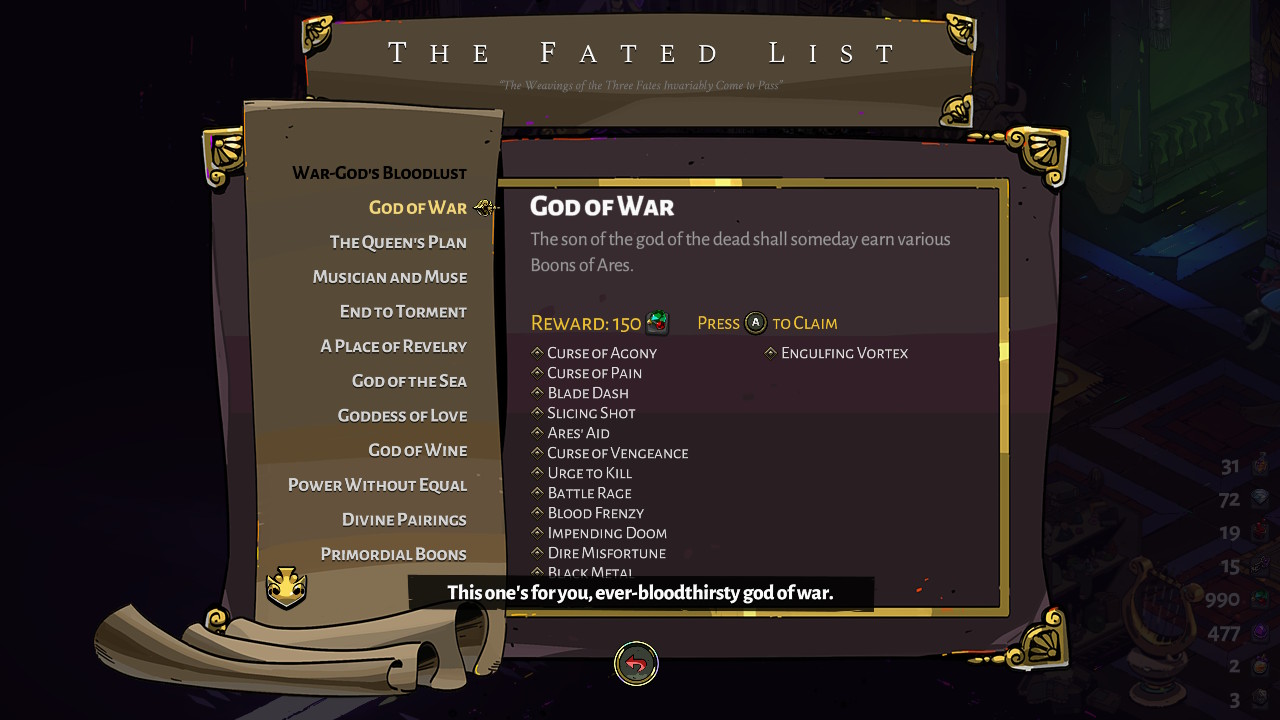 THE FATED LIST
"The Weavings of the Three Fates Invariably Come to Pass"
WAR-GOD'S BLOODLUST
GOD OF WAR
THE QUEEN'S PLAN
MUSICIAN AND MUSE
END TO TORMENT
A PLACE OF REVELRY
GOD OF THE SEA
GODDESS OF LOVE
GOD OF WINE
POWER WITHOUT EQUAL
DIVINE PAIRINGS
PRIMORDIAL BOONS
GOD OF WAR
The son of the god of the dead shall someday earn various
Boons of Ares.
REWARD: 150 PRESS A TO CLAIM
CURSE OF AGONY
CURSE OF PAIN
BLADE DASH
SLICING SHOT
ARES' AID
CURSE OF VENGEANCE
URGE TO KILL
BATTLE RAGE
BLOOD FRENZY
IMPENDING DOOM
DIRE MISFORTUNE
BLACK METAL
ENGULFING VORTEX
This one's for you, ever-bloodthirsty god of war.
31
72
19
15
990
477
2
3